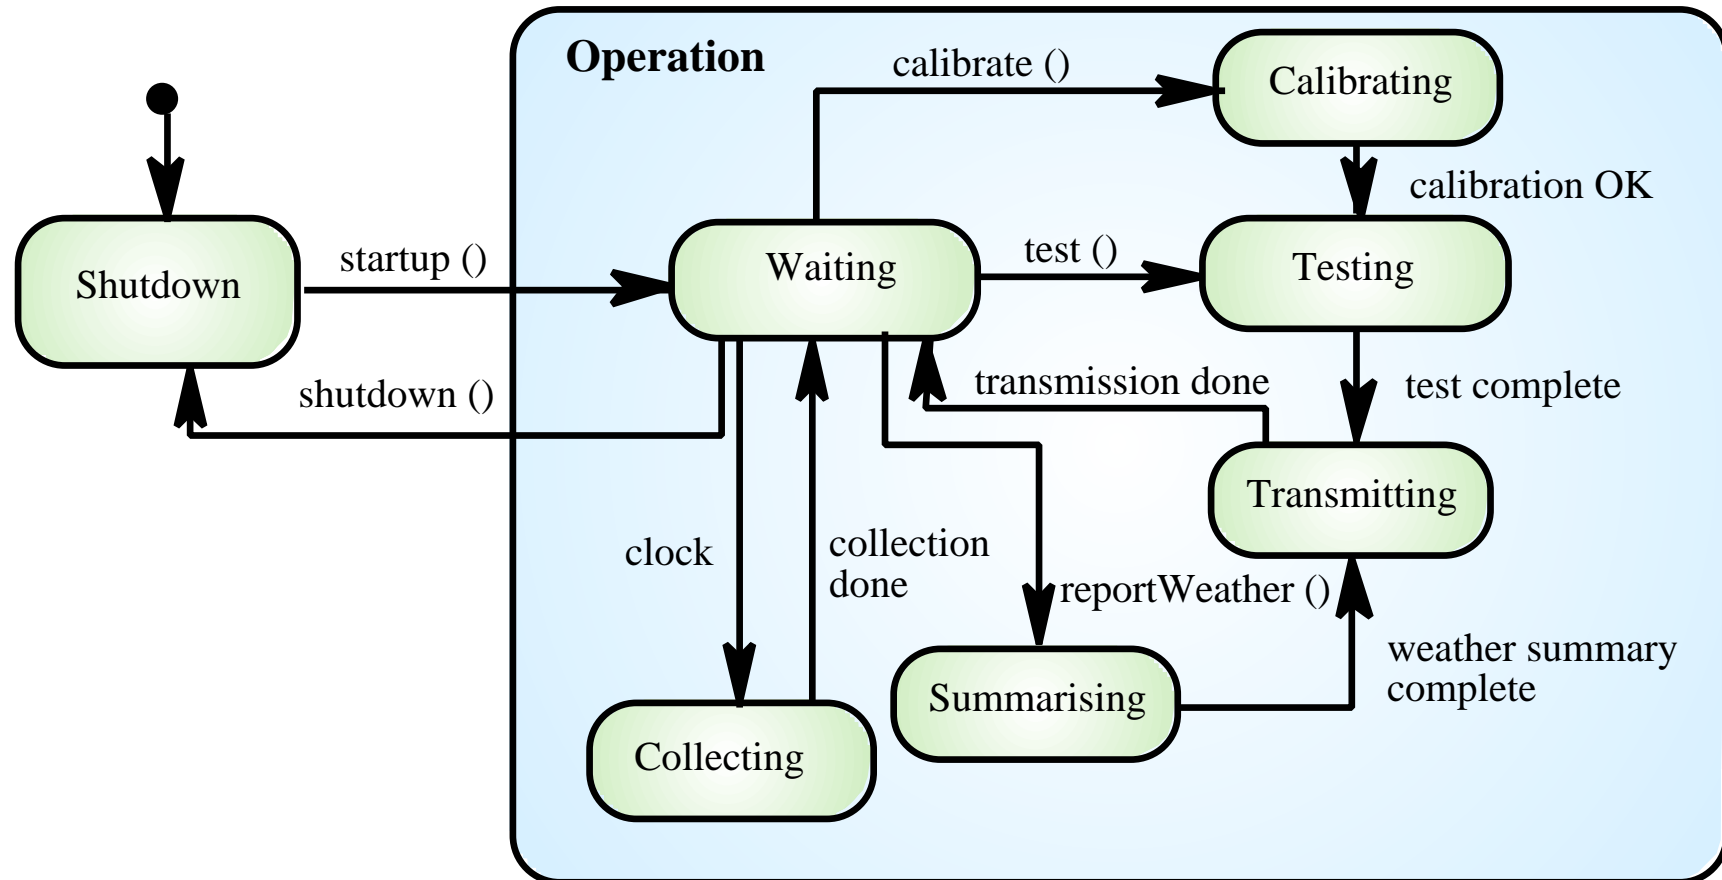 Operation
calibrate ()
Calibrating
calibration OK
Shutdown
startup ()
Waiting
test ()
Testing
shutdown ()
transmission done
test complete
Transmitting
clock
collection
done
reportWeather ()
Summarising
weather summary
complete
Collecting